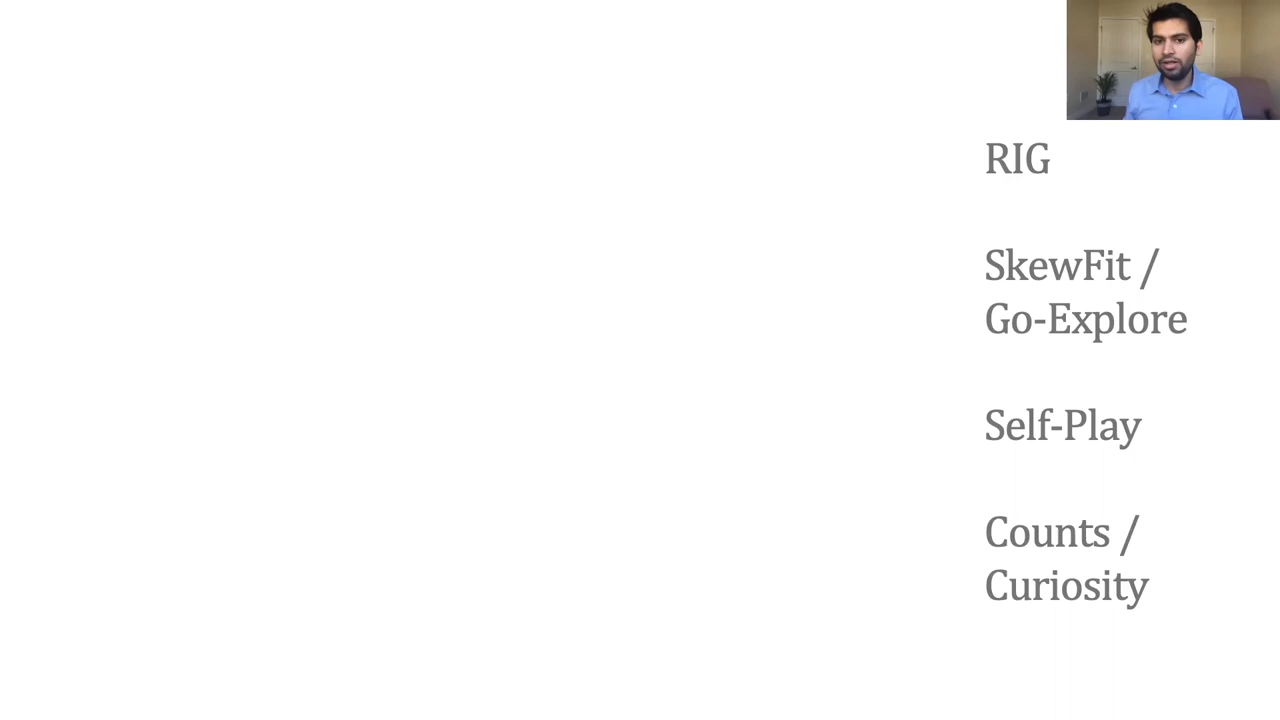 RIG
SkewFit /
Go-Explore
Self-Play
Counts /
Curiosity